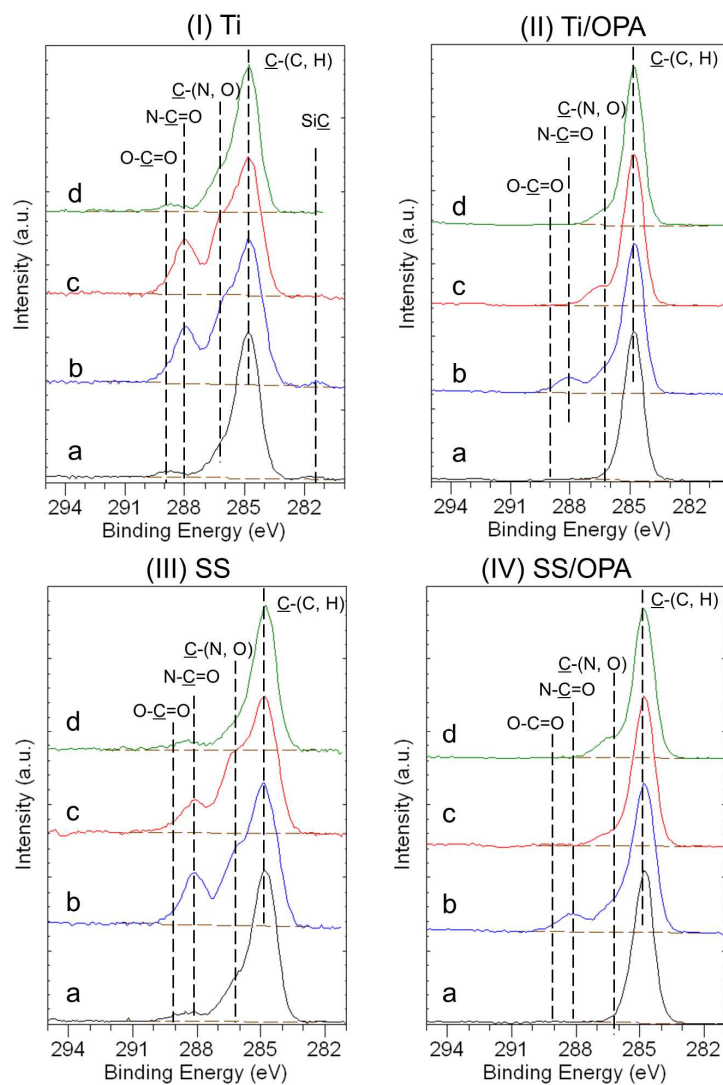 (I) Ti
C-(C, H)
C-(N, O)
N-C=O
SiC
O-C=O
d
c
b
a
Intensity (a.u.)
294 291 288 285 282
Binding Energy (eV)
(II) Ti/OPA
C-(C, H)
C-(N, O)
N-C=O
O-C=O
d
c
b
a
Intensity (a.u.)
294 291 288 285 282
Binding Energy (eV)
(III) SS
C-(C, H)
C-(N, O)
N-C=O
O-C=O
d
c
b
a
Intensity (a.u.)
294 291 288 285 282
Binding Energy (eV)
(IV) SS/OPA
C-(C, H)
C-(N, O)
N-C=O
O-C=O
d
c
b
a
Intensity (a.u.)
294 291 288 285 282
Binding Energy (eV)